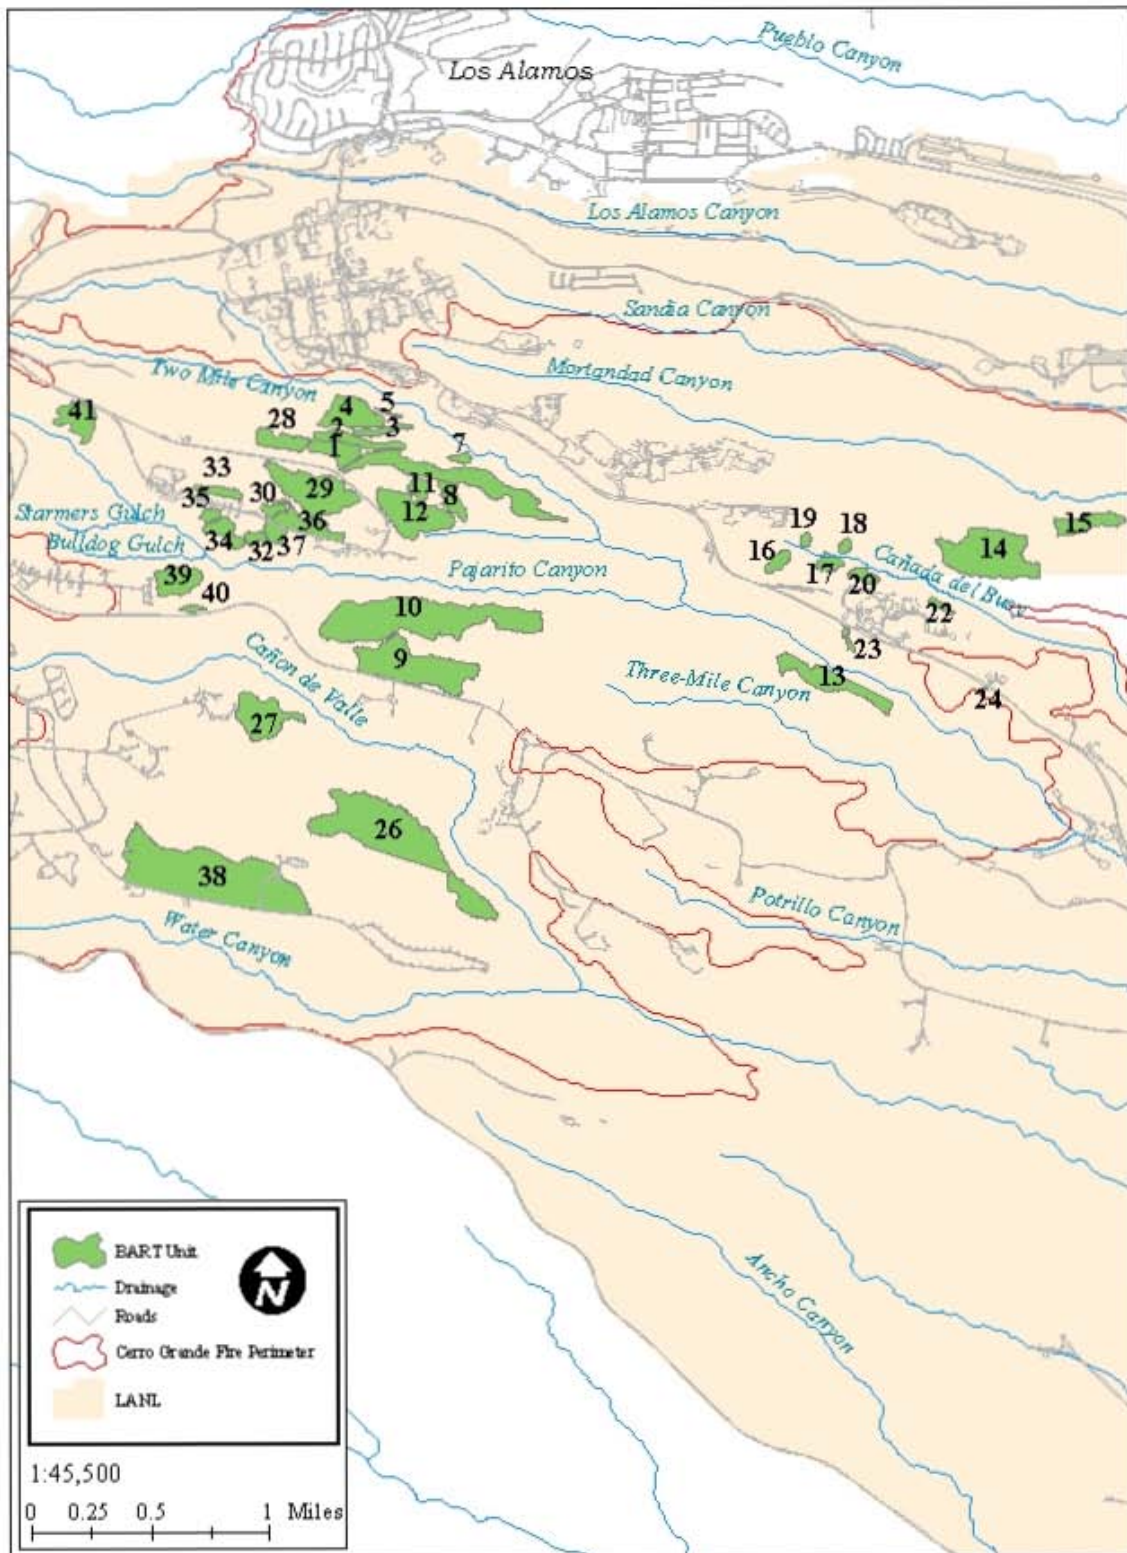 Pueblo Canyon
Los Alamos
Los Alamos Canyon
Sandia Canyon
Mortandad Canyon
Two Mile Canyon
41
28
4
5
2
3
1
7
33
35
30
29
11
8
12
36
Starmers Gulch
Bulldog Gulch
34
32
37
39
40
Pajarito Canyon
19
18
16
17
20
14
15
Cañada del Buey
22
23
10
9
Cañon de Valle
27
Three-Mile Canyon
13
24
26
38
Water Canyon
Potrillo Canyon
Ancho Canyon
BART Unit
Drainage
Roads
Cerro Grande Fire Perimeter
LANL
N
1:45,500
0 0.25 0.5 1 Miles